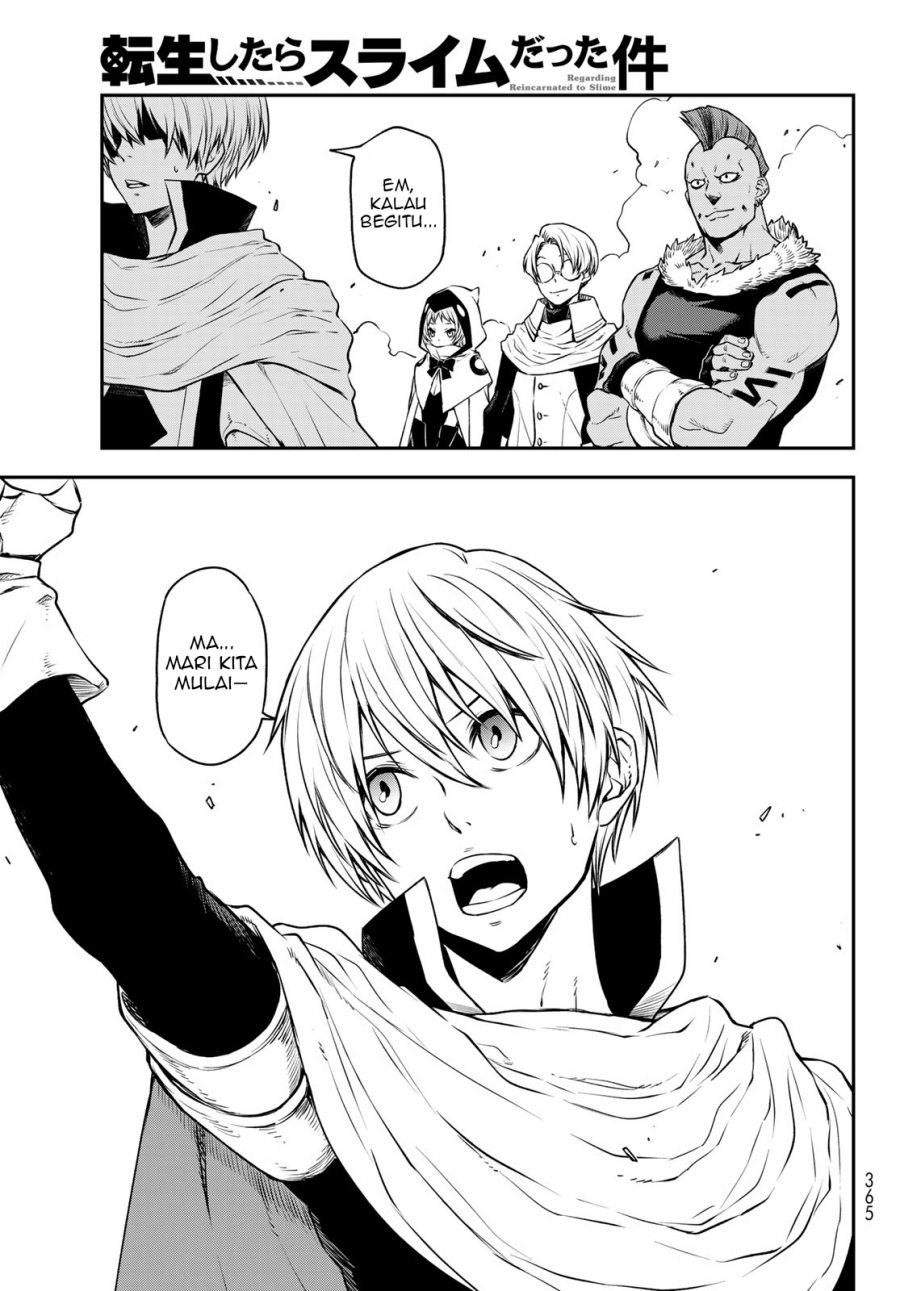 転生したらスライムだった件
Regarding
Reincarnated to Slime
EM,
KALAU
BEGITU...
MA...
MARI KITA
MULAI—
365